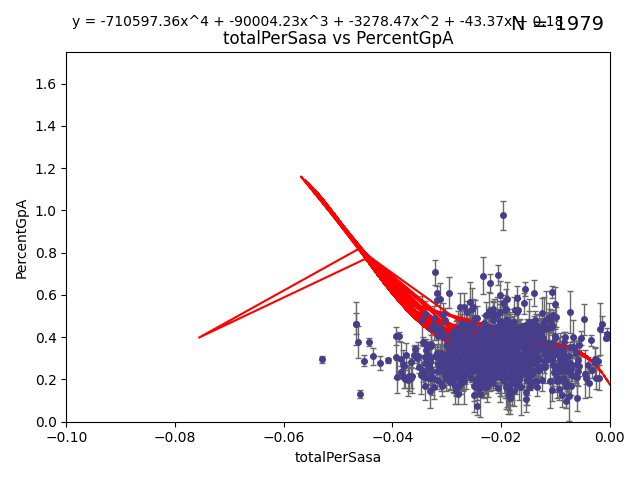 y = -710597.36x^4 + -90004.23x^3 + -3278.47x^2 + -43.37x + 0.18
N = 1979
totalPerSasa vs PercentGpA
PercentGpA
1.6
1.4
1.2
1.0
0.8
0.6
0.4
0.2
0.0
−0.10 −0.08 −0.06 −0.04 −0.02 0.00
totalPerSasa